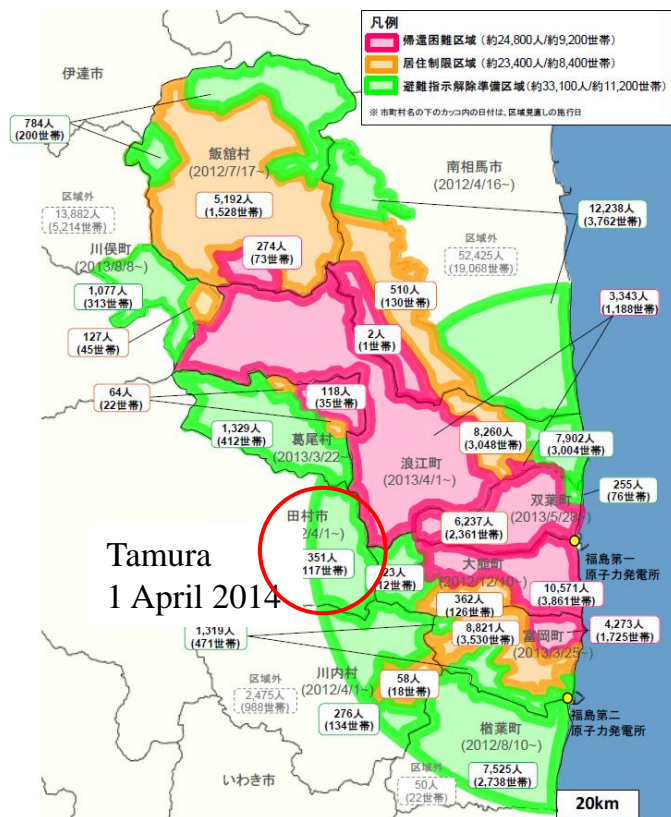 凡例
帰還困難区域(約24,800人/約9,200世帯)
居住制限区域(約23,400人/約8,400世帯)
避難指示解除準備区域(約33,100人/約11,200世帯)
※ 市町村名の下のカッコ内の日付は、区域見直しの施行日
伊達市
784人
(200世帯)
飯舘村
(2012/7/17~)
南相馬市
(2012/4/16~)
5,192人
(1,528世帯)
区域外
13,882人
(5,214世帯)
12,238人
(3,762世帯)
川俣町
(2013/8/8~)
274人
(73世帯)
区域外
52,425人
(19,068世帯)
1,077人
(313世帯)
510人
(130世帯)
3,343人
(1,188世帯)
127人
(45世帯)
2人
(1世帯)
64人
(22世帯)
118人
(35世帯)
1,329人
(412世帯)
葛尾村
(2013/3/22~)
8,260人
(3,048世帯)
7,902人
(3,004世帯)
浪江町
(2013/4/1~)
255人
(76世帯)
双葉町
(2013/5/28~)
田村市
2/4/1~)
6,237人
(2,361世帯)
福島第一
原子力発電所
Tamura
1 April 2014
351人
117世帯)
23人
12世帯)
大熊町
(2012/12/10~)
10,571人
(3,861世帯)
362人
(126世帯)
1,319人
(471世帯)
8,821人
(3,530世帯)
富岡町
(2013/3/25~)
4,273人
(1,725世帯)
区域外
2,475人
(988世帯)
川内村
(2012/4/1~)
58人
(18世帯)
276人
(134世帯)
福島第二
原子力発電所
楢葉町
(2012/8/10~)
いわき市
区域外
50人
(22世帯)
7,525人
(2,738世帯)
20km